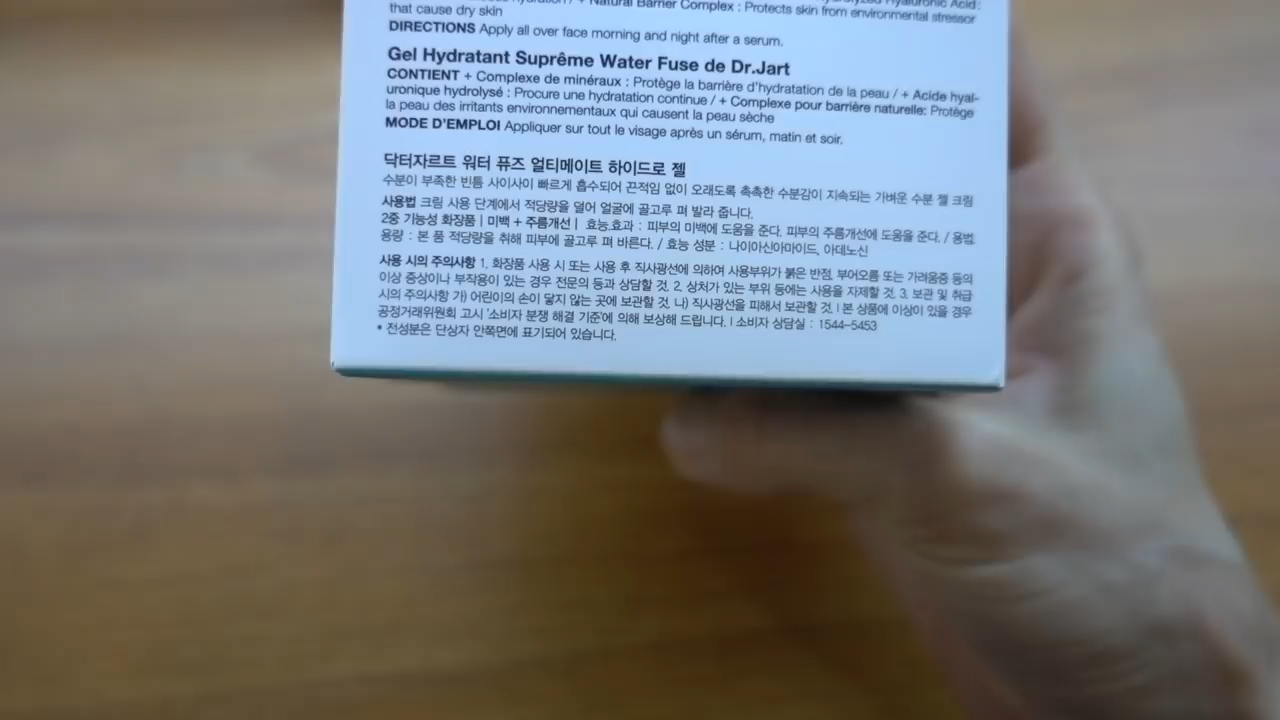 hydration / + Natural Barrier Complex : Protects skin from environmental stressor
that cause dry skin
DIRECTIONS Apply all over face morning and night after a serum.
Gel Hydratant Suprême Water Fuse de Dr.Jart
CONTIENT + Complexe de minéraux : Protège la barrière d'hydratation de la peau / + Acide hyal-
uronique hydrolysé : Procure une hydratation continue / + Complexe pour barrière naturelle: Protège
la peau des irritants environnementaux qui causent la peau sèche
MODE D'EMPLOI Appliquer sur tout le visage après un sérum, matin et soir.
닥터자르트 워터 퓨즈 얼티메이트 하이드로 젤
수분이 부족한 빈틈 사이사이 빠르게 흡수되어 끈적임 없이 오래도록 촉촉한 수분감이 지속되는 가벼운 수분 젤 크림
사용법 크림 사용 단계에서 적당량을 덜어 얼굴에 골고루 펴 발라 줍니다.
2중 기능성 화장품 | 미백 + 주름개선 | 효능.효과 : 피부의 미백에 도움을 준다. 피부의 주름개선에 도움을 준다. / 용법.
용량 : 본 품 적당량을 취해 피부에 골고루 펴 바른다. / 효능 성분 : 나이아신아마이드, 아데노신
사용 시의 주의사항 1. 화장품 사용 시 또는 사용 후 직사광선에 의하여 사용부위가 붉은 반점, 부어오름 또는 가려움증 등의
이상 증상이나 부작용이 있는 경우 전문의 등과 상담할 것. 2. 상처가 있는 부위 등에는 사용을 자제할 것. 3. 보관 및 취급
시의 주의사항 가) 어린이의 손이 닿지 않는 곳에 보관할 것. 나) 직사광선을 피해서 보관할 것. | 본 상품에 이상이 있을 경우
공정거래위원회 고시 '소비자 분쟁 해결 기준'에 의해 보상해 드립니다. | 소비자 상담실 : 1544-5453
* 전성분은 단상자 안쪽면에 표기되어 있습니다.